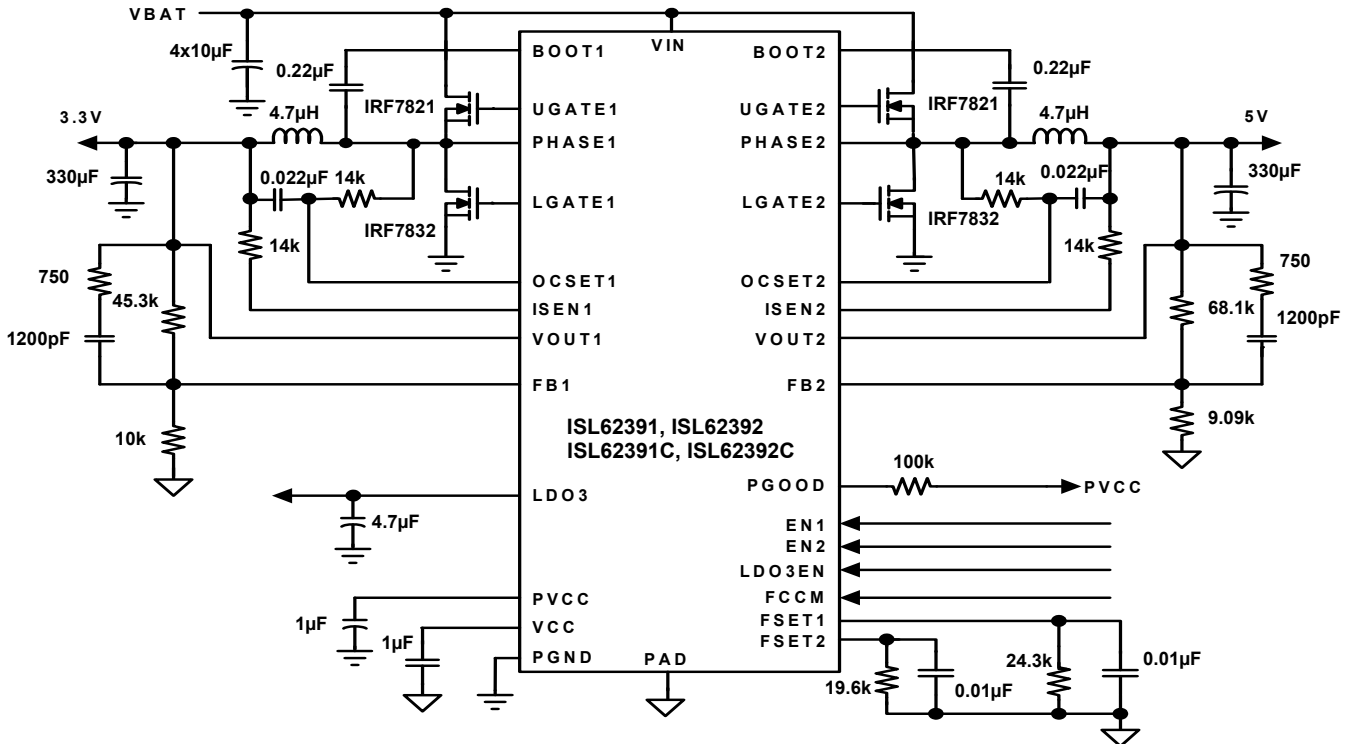 VBAT
4x10µF
0.22µF
IRF7821
4.7µH
3.3V
330µF
0.022µF
14k
IRF7832
14k
750
45.3k
1200pF
10k
4.7µF
1µF
1µF
VIN
BOOT1
UGATE1
PHASE1
LGATE1
OCSET1
ISEN1
VOUT1
FB1
LDO3
PVCC
VCC
PGND
PAD
ISL62391, ISL62392
ISL62391C, ISL62392C
BOOT2
UGATE2
PHASE2
LGATE2
OCSET2
ISEN2
VOUT2
FB2
PGOOD
EN1
EN2
LDO3EN
FCCM
FSET1
FSET2
IRF7821
0.22µF
4.7µH
5V
330µF
14k
0.022µF
IRF7832
14k
750
68.1k
1200pF
9.09k
100k
PVCC
19.6k
0.01µF
24.3k
0.01µF